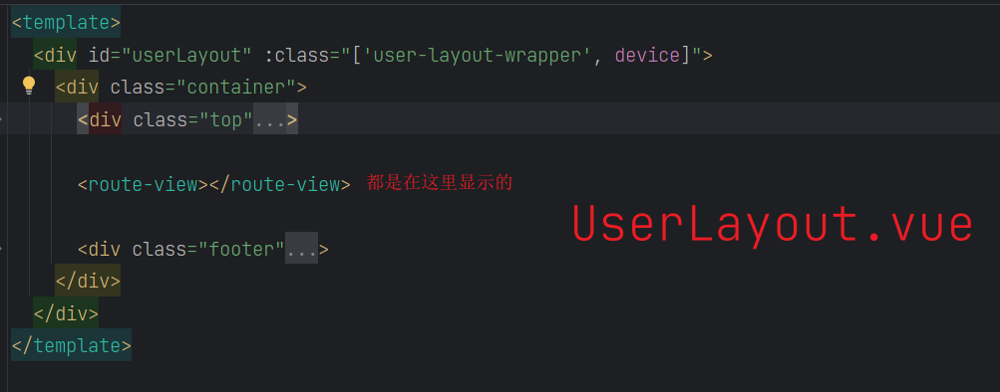 <template>
<div id="userLayout" :class="['user-layout-wrapper', device]">
<div class="container">
<div class="top"...>
<route-view></route-view> 都是在这里显示的
UserLayout.vue
<div class="footer"...>
</div>
</div>
</template>